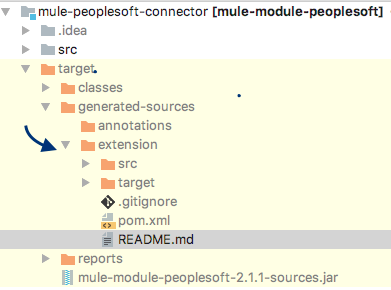 mule-peoplesoft-connector [mule-module-peoplesoft] (
.idea
src
target
classes
generated-sources
annotations
extension
src
target
.gitignore
pom.xml
README.md
reports
mule-module-peoplesoft-2.1.1-sources.jar